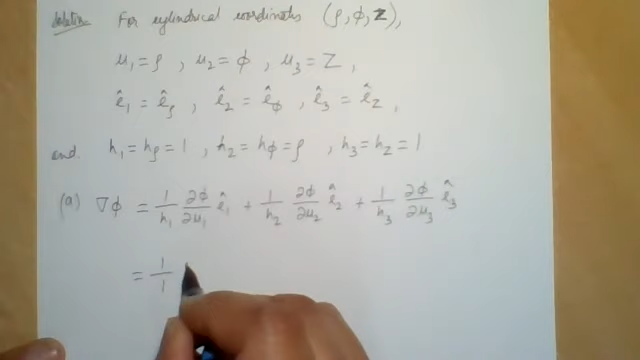 Solution For cylindrical coordinates (ρ, ϕ, z),
u₁ = ρ , u₂ = ϕ , u₃ = z ,
ê₁ = ê_ρ , ê₂ = ê_ϕ , ê₃ = ê_z ,
and h₁ = h_ρ = 1 , h₂ = h_ϕ = ρ , h₃ = h_z = 1
(a) ∇ϕ = 1/h₁ ∂ϕ/∂u₁ ê₁ + 1/h₂ ∂ϕ/∂u₂ ê₂ + 1/h₃ ∂ϕ/∂u₃ ê₃
= 1/1